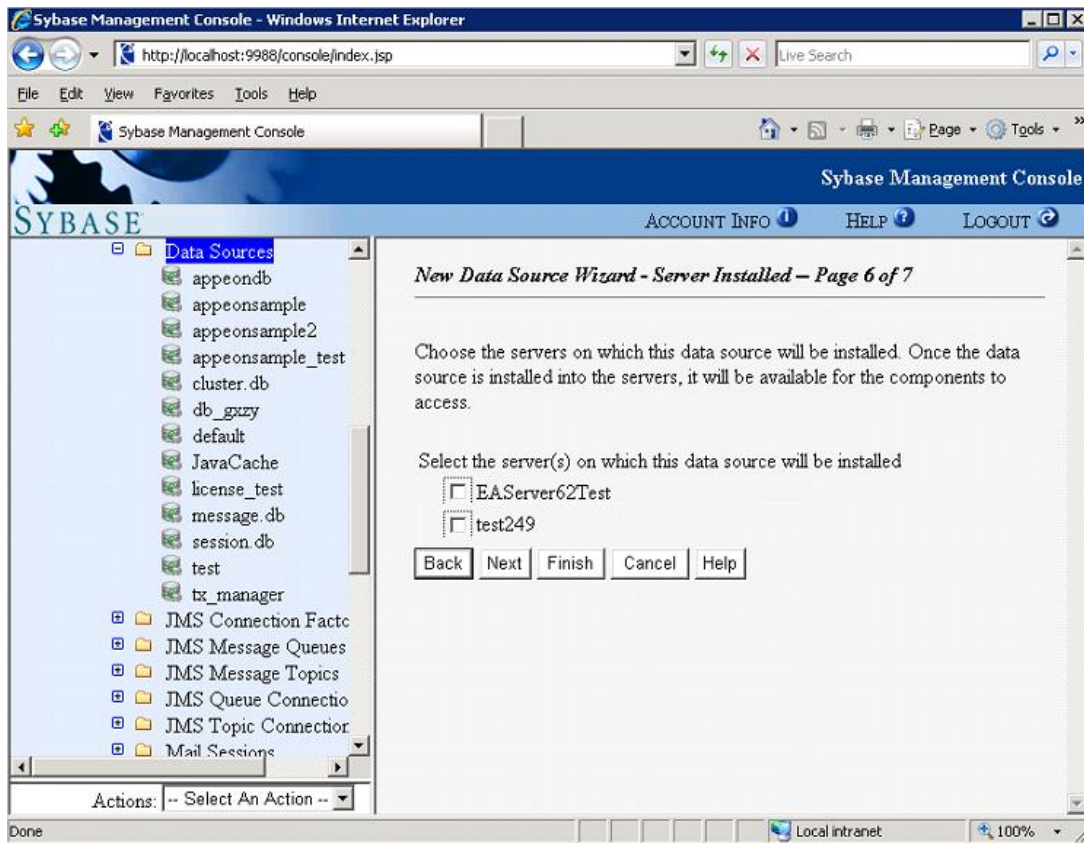 Sybase Management Console - Windows Internet Explorer
http://localhost:9988/console/index.jsp
Live Search
File Edit View Favorites Tools Help
Sybase Management Console
Page Tools
Sybase Management Console
SYBASE
ACCOUNT INFO HELP LOGOUT
Data Sources
appeondb
appeonsample
appeonsample2
appeonsample_test
cluster.db
db_gxzy
default
JavaCache
license_test
message.db
session.db
test
tx_manager
JMS Connection Facto
JMS Message Queues
JMS Message Topics
JMS Queue Connectio
JMS Topic Connection
Mail Sessions
Actions: -- Select An Action --
New Data Source Wizard - Server Installed – Page 6 of 7
Choose the servers on which this data source will be installed. Once the data
source is installed into the servers, it will be available for the components to
access.
Select the server(s) on which this data source will be installed
EAServer62Test
test249
Back Next Finish Cancel Help
Done
Local intranet
100%